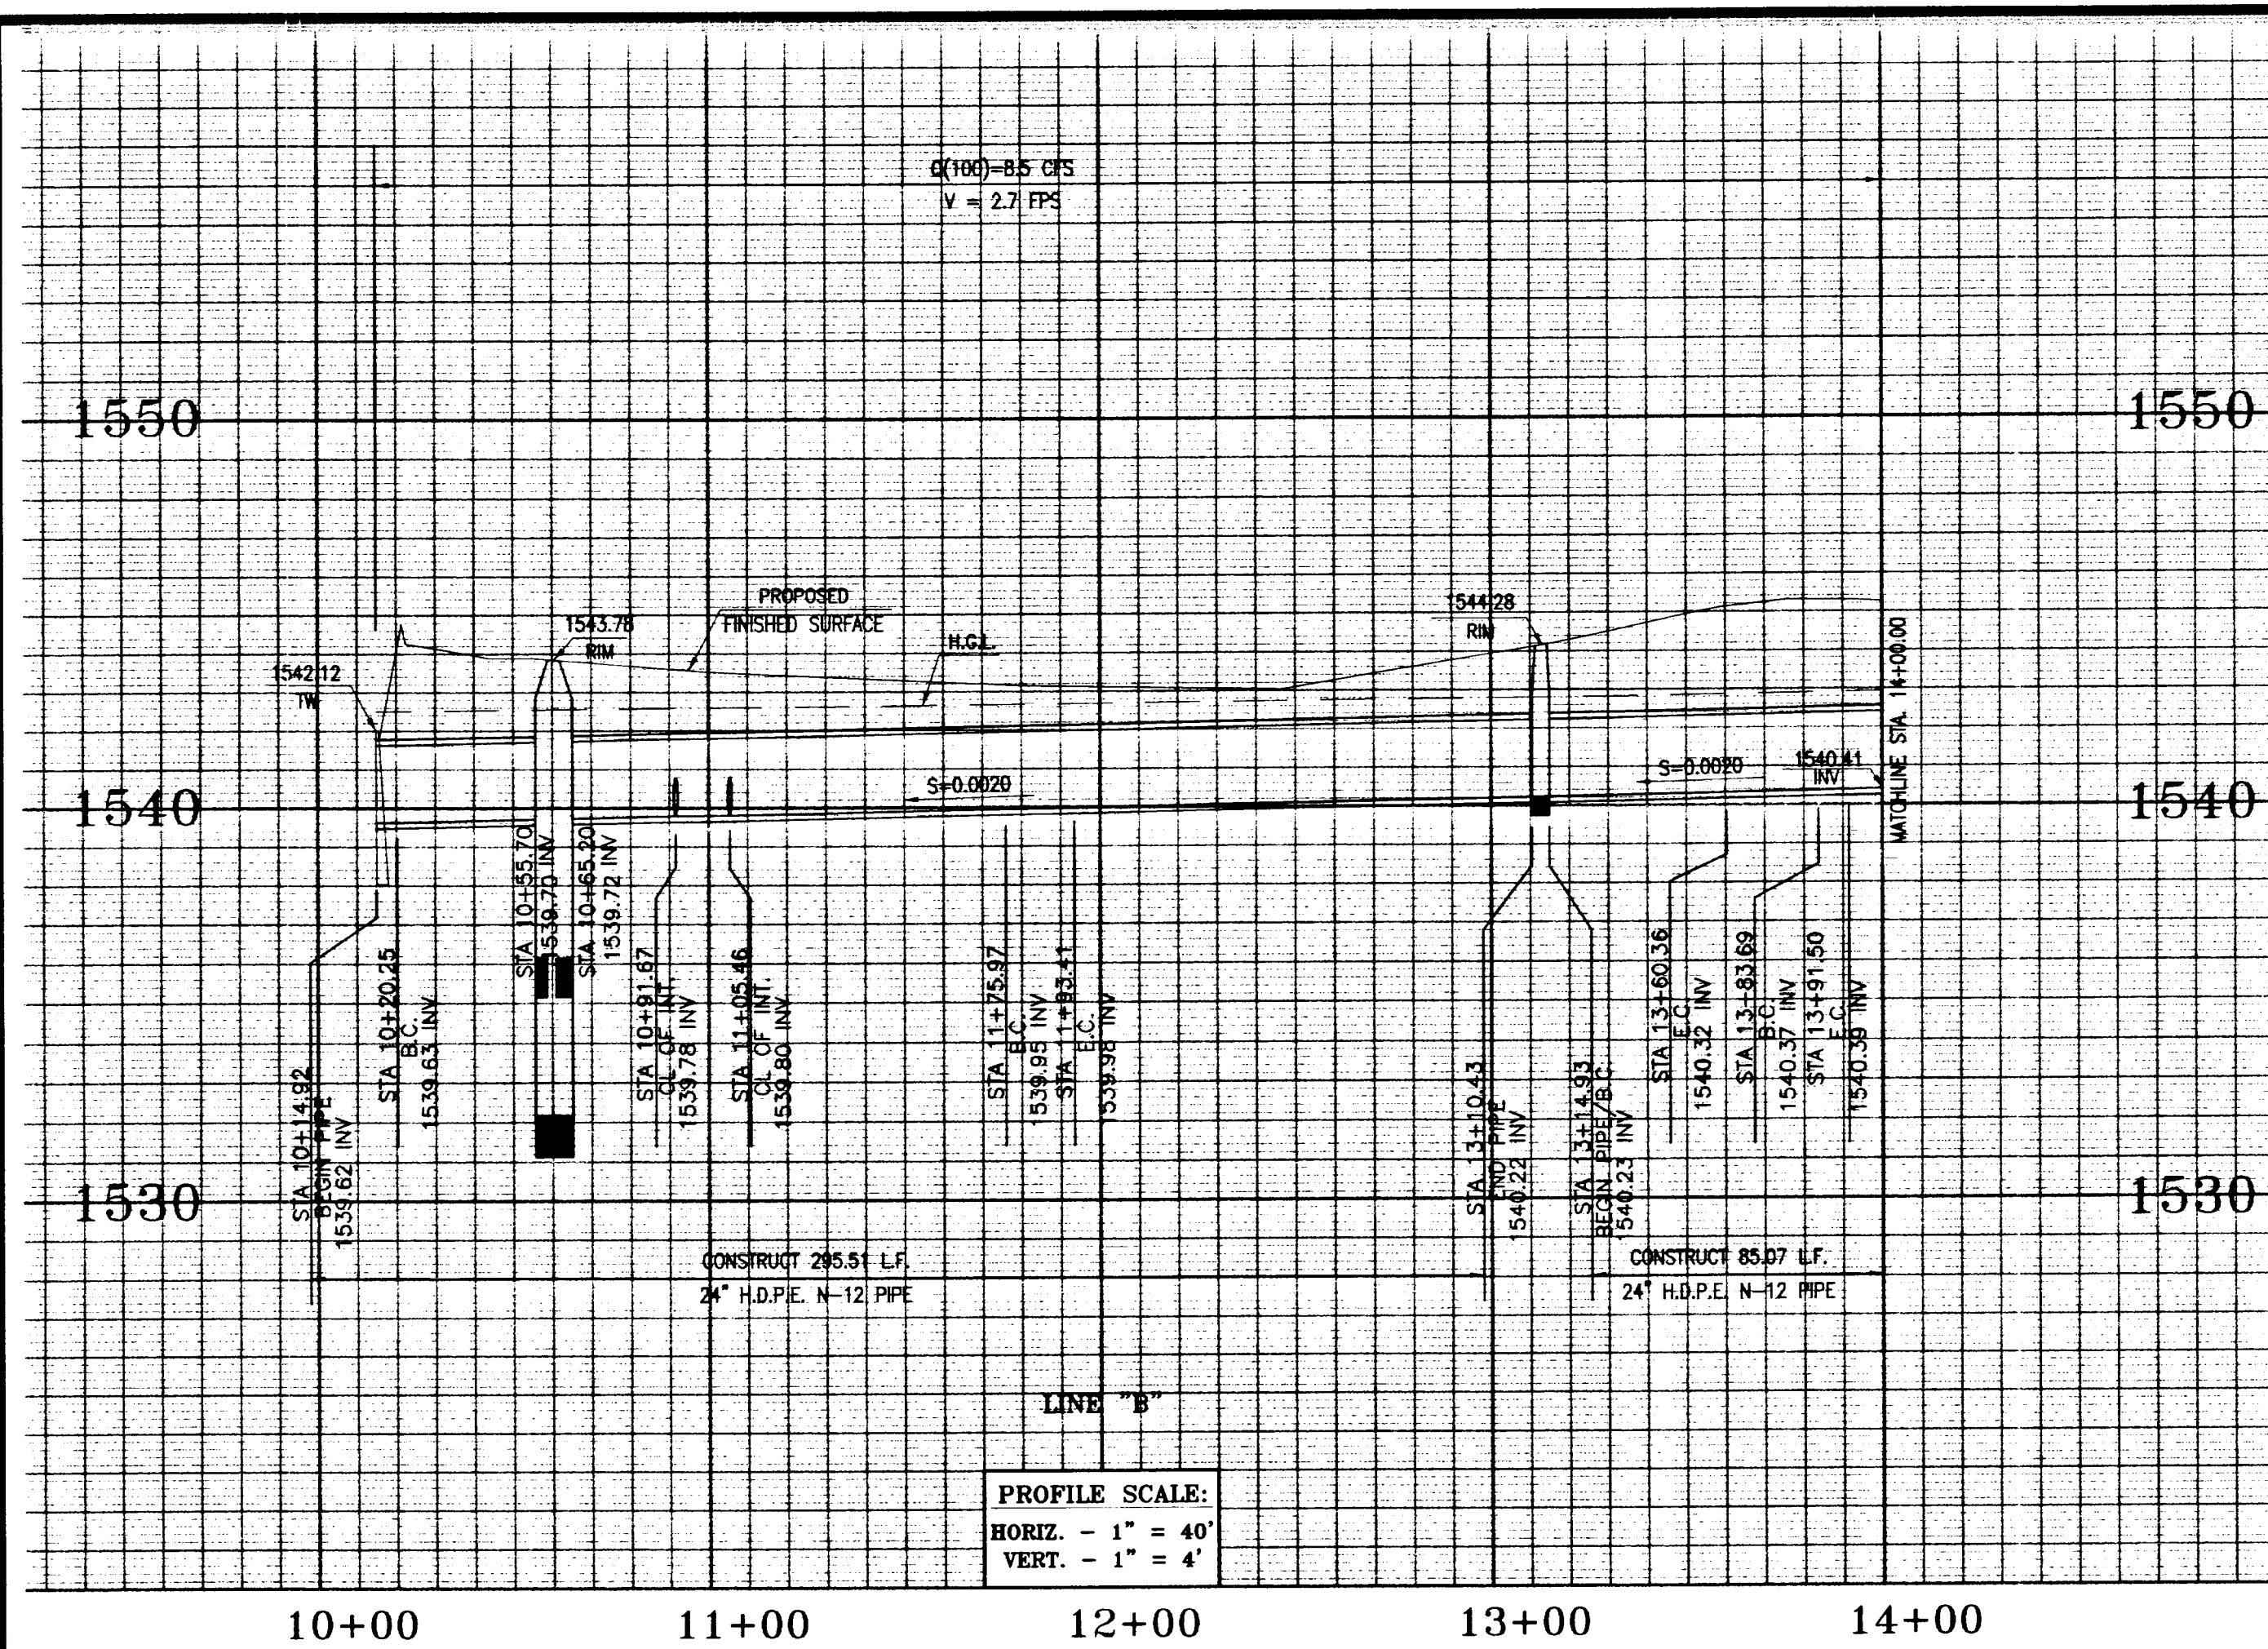 Q(100)=8.5 CFS
V = 2.7 FPS
1550
1550
PROPOSED
FINISHED SURFACE
1543.78
RIM
H.G.L.
1544.28
RIM
1542.12
TW
S=0.0020
S=0.0020
1540.41
INV
MATCHLINE STA. 14+00.00
1540
1540
STA 10+14.92
BEGIN PIPE
1539.62 INV
STA 10+20.25
B.C.
1539.63 INV
STA 10+55.70
1539.70 INV
STA 10+65.20
1539.72 INV
STA 10+91.67
CL OF INT.
1539.78 INV
STA 11+05.46
CL OF INT.
1539.80 INV
STA 11+75.97
B.C.
1539.95 INV
STA 11+93.41
E.C.
1539.98 INV
STA 13+10.43
END PIPE
1540.22 INV
STA 13+14.93
BEGIN PIPE/B.C.
1540.23 INV
STA 13+60.36
E.C.
1540.32 INV
STA 13+83.69
B.C.
1540.37 INV
STA 13+91.50
E.C.
1540.39 INV
1530
1530
CONSTRUCT 295.51 L.F.
24" H.D.P.E. N-12 PIPE
CONSTRUCT 85.07 L.F.
24" H.D.P.E. N-12 PIPE
LINE "B"
PROFILE SCALE:
HORIZ. - 1" = 40'
VERT. - 1" = 4'
10+00 11+00 12+00 13+00 14+00